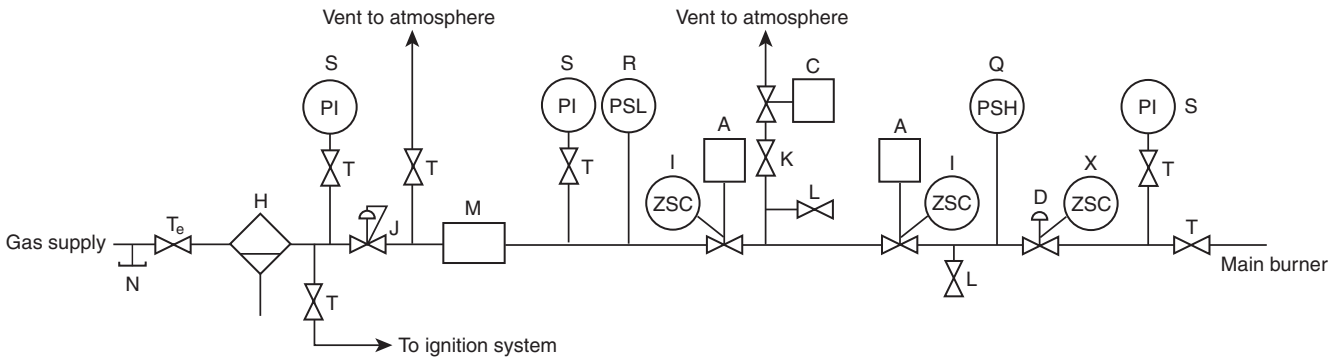 Vent to atmosphere
Vent to atmosphere
S
S
R
C
Q
PI
PI
PSL
PSH
PI
S
A
A
T
T
T
K
I
I
X
T
ZSC
ZSC
ZSC
L
D
H
M
Te
J
T
Gas supply
N
T
L
Main burner
To ignition system